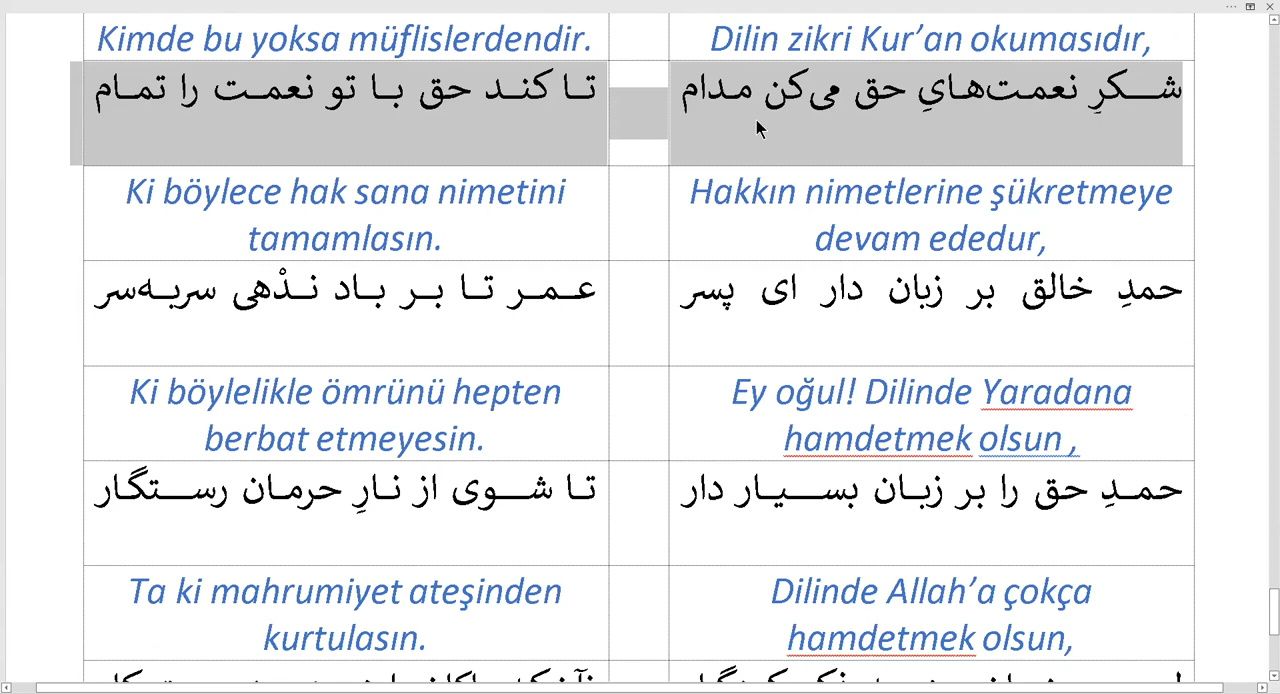 Dilin zikri Kur’an okumasıdır,
Kimde bu yoksa müflislerdendir.
شکرِ نعمت‌هایِ حق می‌کن مدام
تا کند حق با تو نعمت را تمام
Hakkın nimetlerine şükretmeye
devam ededur,
Ki böylece hak sana nimetini
tamamlasın.
حمدِ خالق بر زبان دار ای پسر
عمر تا بر باد ندْهی سربه‌سر
Ey oğul! Dilinde Yaradana
hamdetmek olsun ,
Ki böylelikle ömrünü hepten
berbat etmeyesin.
حمدِ حق را بر زبان بسیار دار
تا شوی از نارِ حرمان رستگار
Dilinde Allah’a çokça
hamdetmek olsun,
Ta ki mahrumiyet ateşinden
kurtulasın.